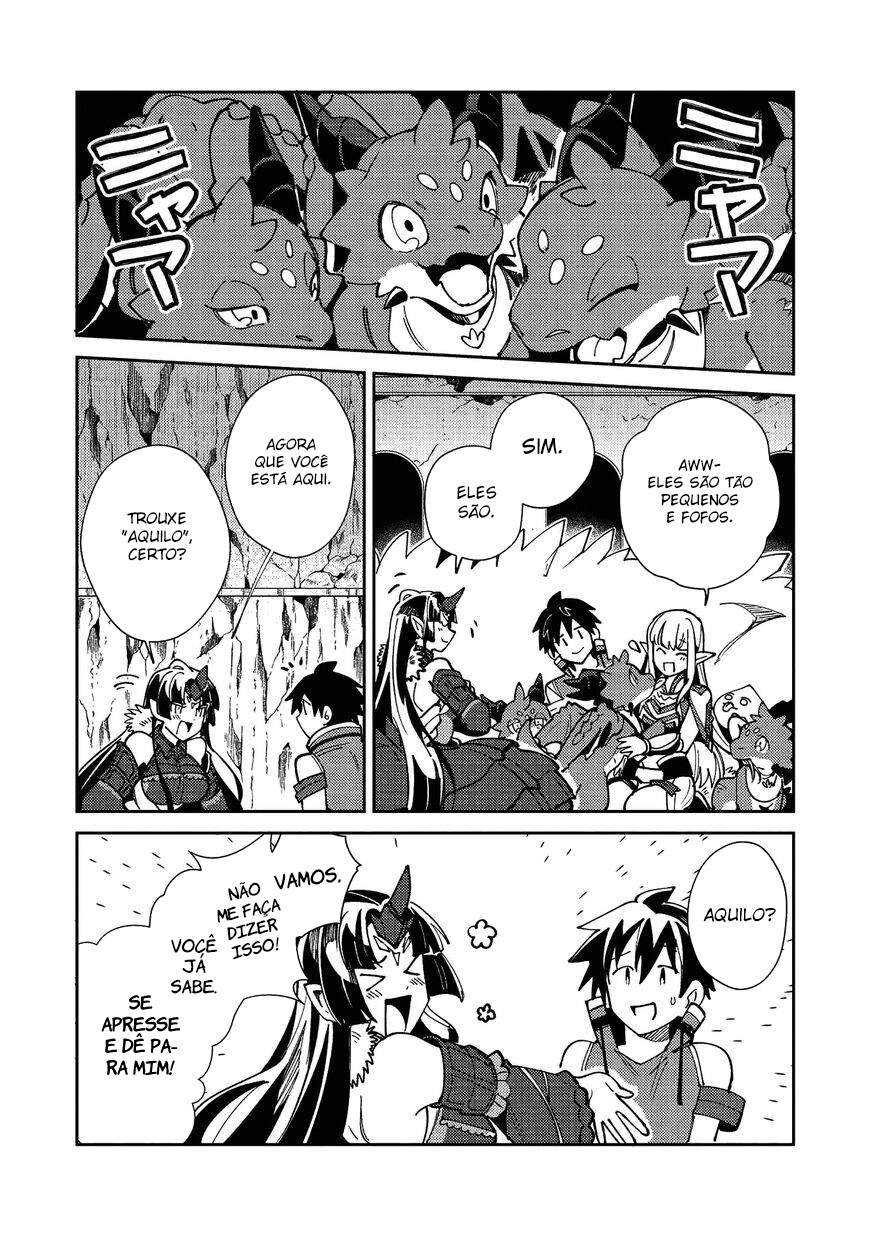 ニャアー
ニャアー
AWW-
ELES SÃO TÃO
PEQUENOS
E FOFOS.
SIM.
ELES
SÃO.
AGORA
QUE VOCÊ
ESTÁ AQUI.
TROUXE
"AQUILO",
CERTO?
AQUILO?
VAMOS.
NÃO
ME FAÇA
DIZER
ISSO!
VOCÊ
JÁ
SABE.
SE
APRESSE
E DÊ PA-
RA MIM!